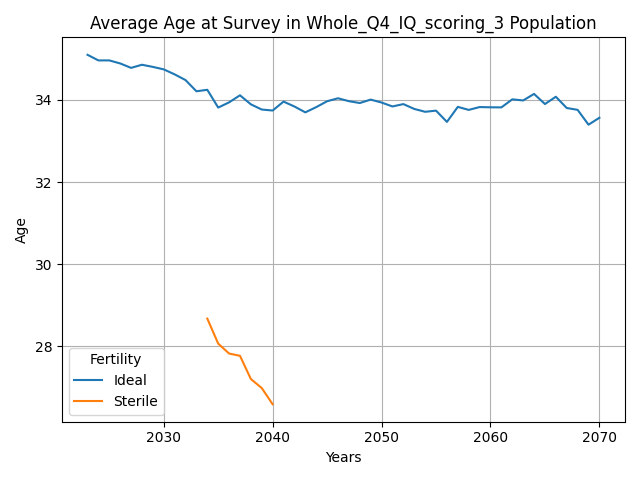 Average Age at Survey in Whole_Q4_IQ_scoring_3 Population
Age
34
32
30
28
Fertility
Ideal
Sterile
2030
2040
2050
2060
2070
Years